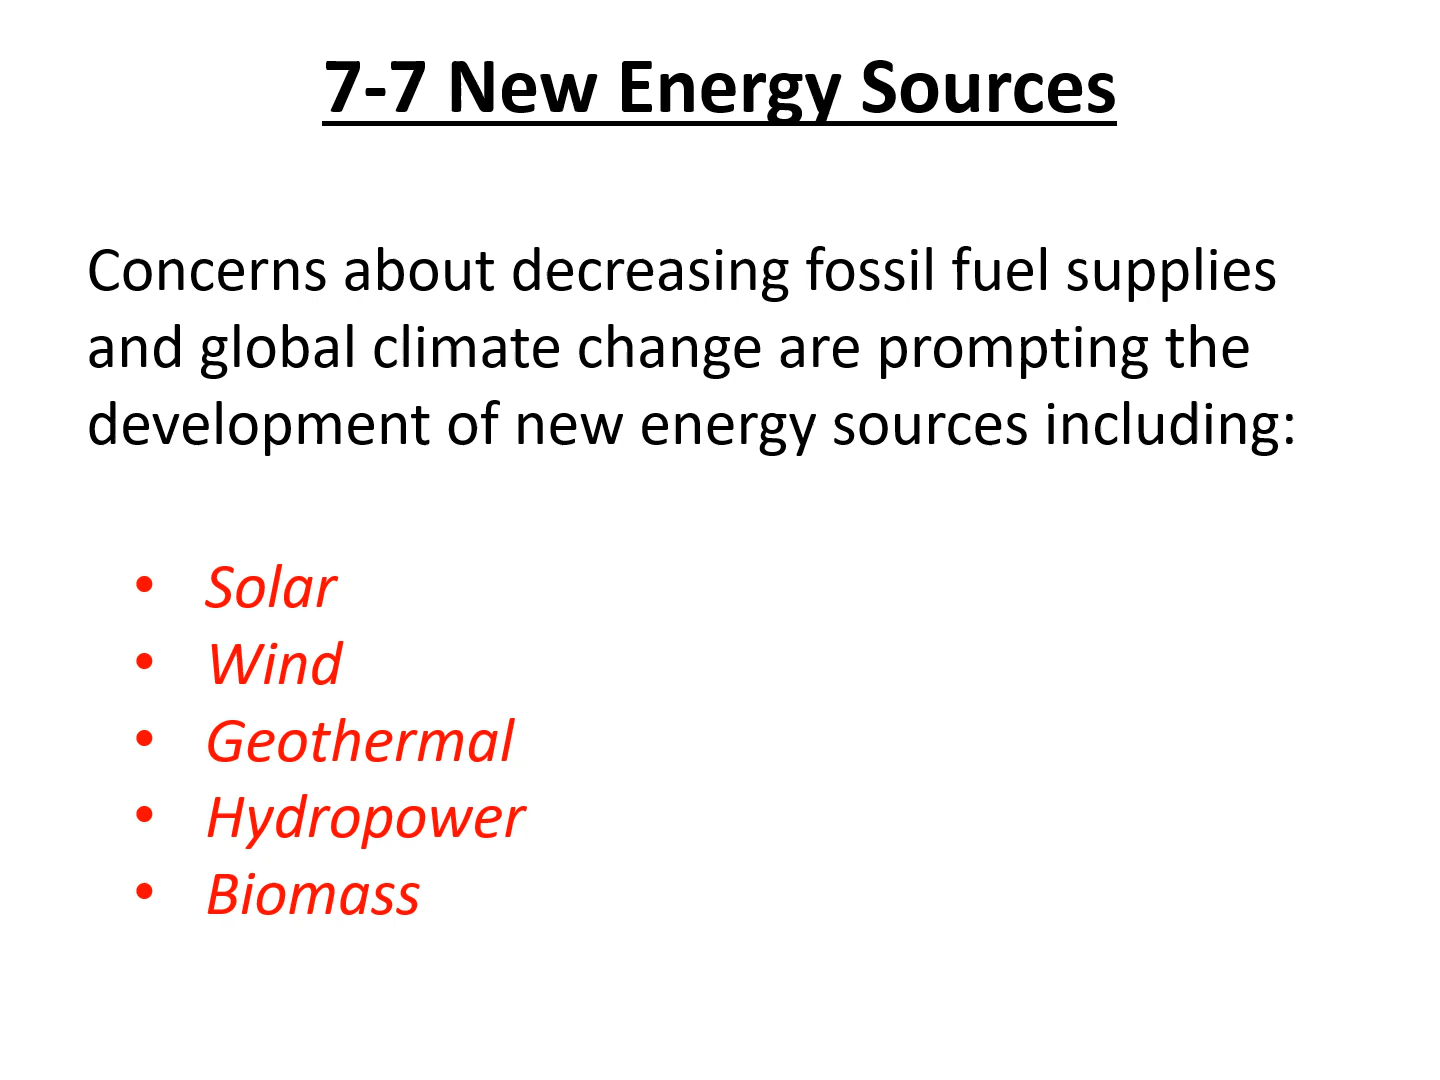 7-7 New Energy Sources
Concerns about decreasing fossil fuel supplies
and global climate change are prompting the
development of new energy sources including:
• Solar
• Wind
• Geothermal
• Hydropower
• Biomass